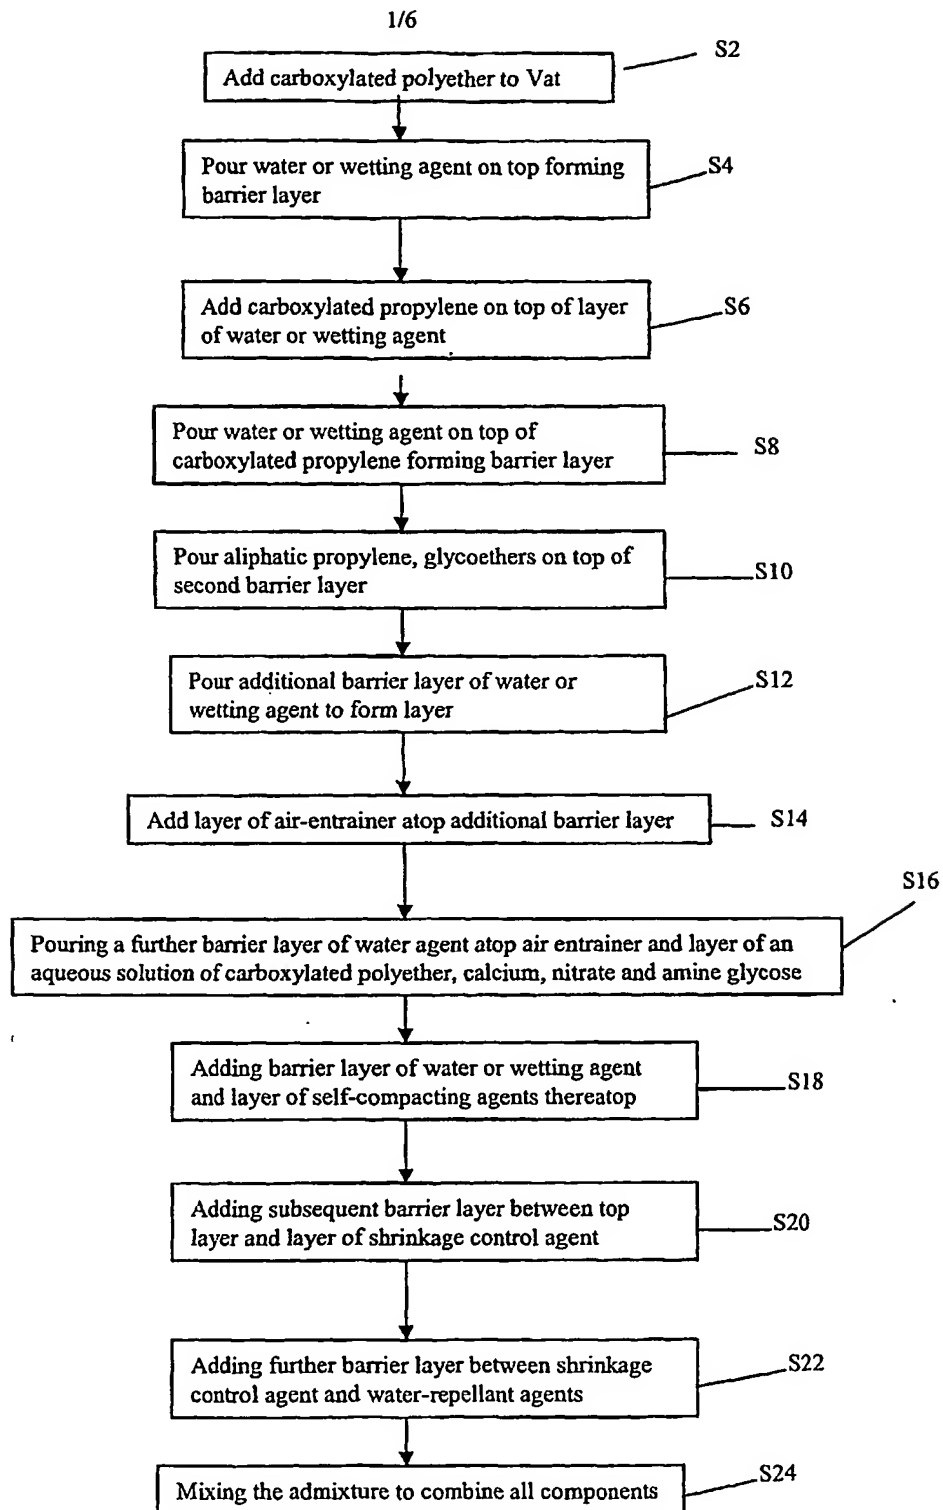 1/6
Add carboxylated polyether to Vat
S2
Pour water or wetting agent on top forming
barrier layer
S4
Add carboxylated propylene on top of layer
of water or wetting agent
S6
Pour water or wetting agent on top of
carboxylated propylene forming barrier layer
S8
Pour aliphatic propylene, glycoethers on top of
second barrier layer
S10
Pour additional barrier layer of water or
wetting agent to form layer
S12
Add layer of air-entrainer atop additional barrier layer
S14
S16
Pouring a further barrier layer of water agent atop air entrainer and layer of an
aqueous solution of carboxylated polyether, calcium, nitrate and amine glycose
Adding barrier layer of water or wetting agent
and layer of self-compacting agents thereatop
S18
Adding subsequent barrier layer between top
layer and layer of shrinkage control agent
S20
Adding further barrier layer between shrinkage
control agent and water-repellant agents
S22
Mixing the admixture to combine all components
S24